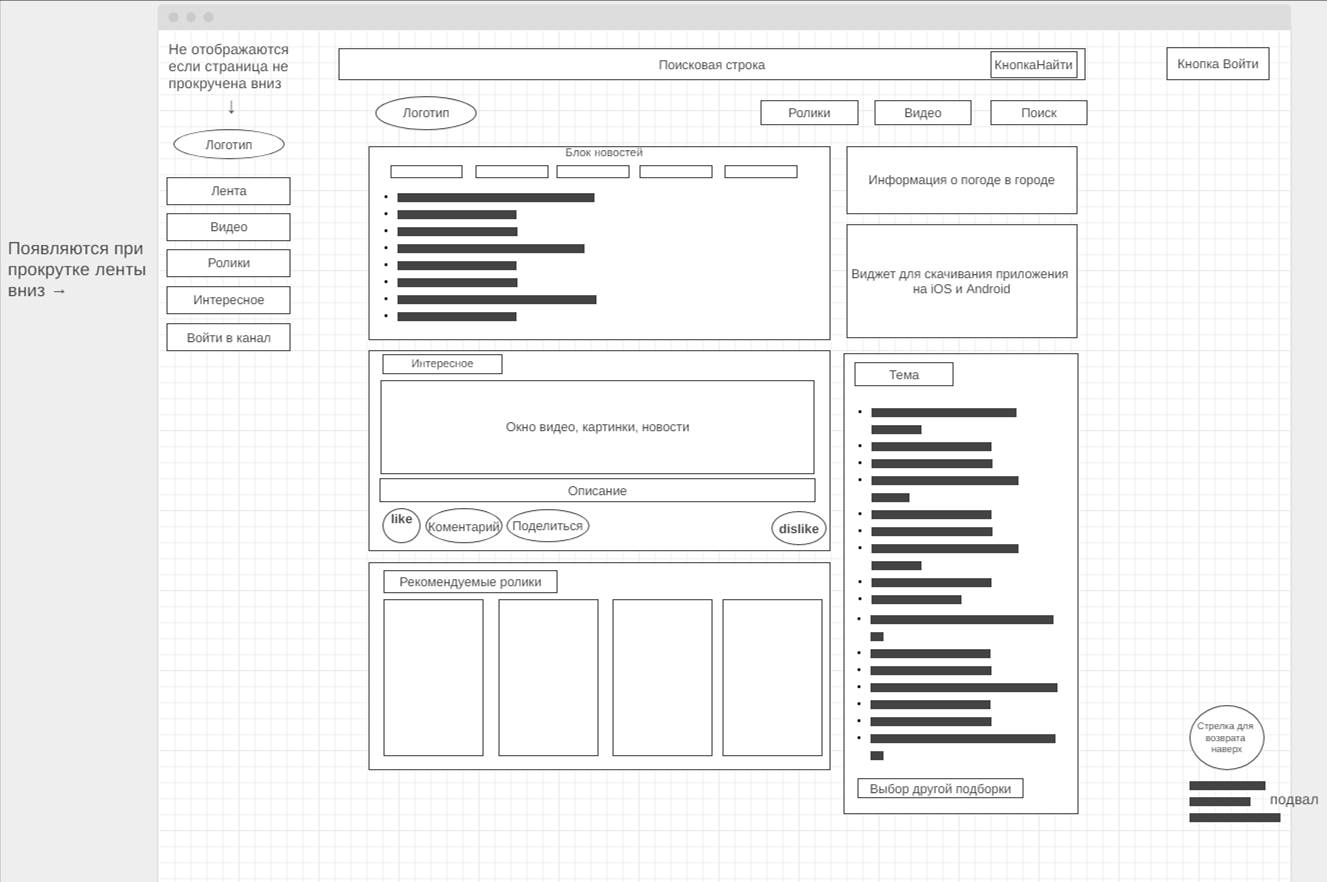 Не отображаются
если страница не
прокручена вниз
↓
Логотип
Лента
Видео
Ролики
Интересное
Войти в канал
Появляются при
прокрутке ленты
вниз →
Поисковая строка
КнопкаНайти
Кнопка Войти
Логотип
Ролики
Видео
Поиск
Блок новостей
Информация о погоде в городе
Виджет для скачивания приложения
на iOS и Android
Интересное
Окно видео, картинки, новости
Описание
like
Коментарий
Поделиться
dislike
Рекомендуемые ролики
Тема
Выбор другой подборки
Стрелка для
возврата
наверх
подвал